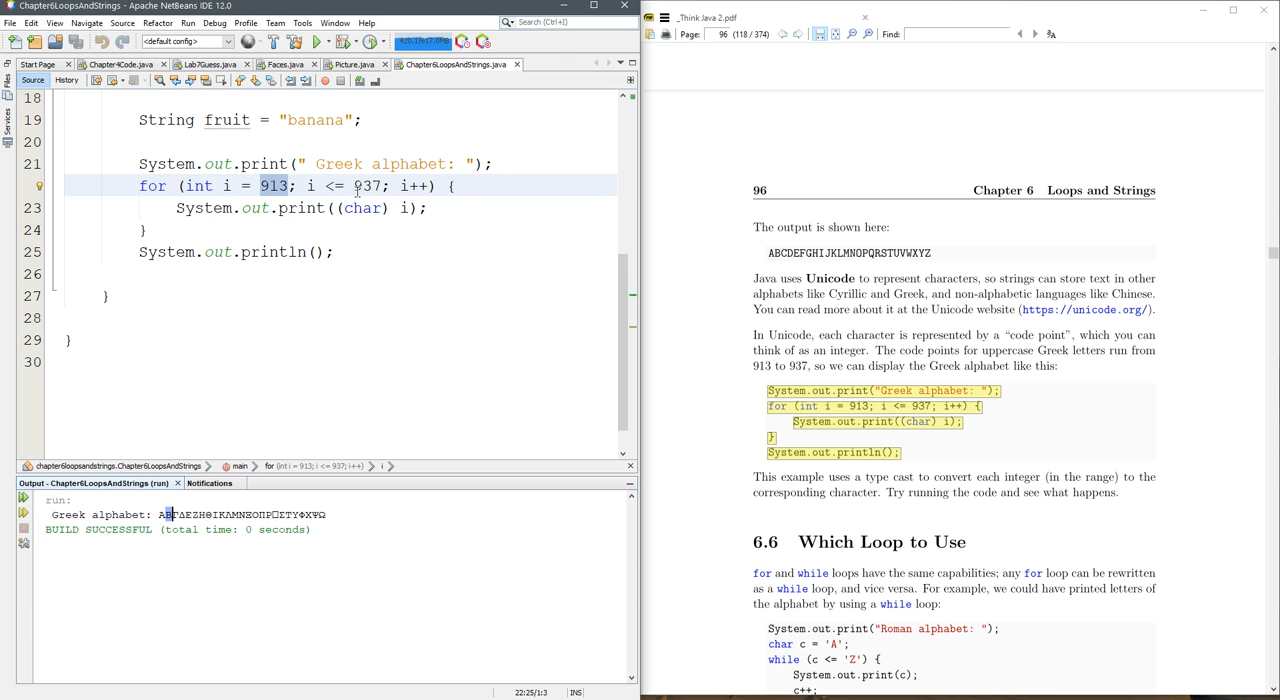 Chapter6LoopsAndStrings - Apache NetBeans IDE 12.0
File Edit View Navigate Source Refactor Run Debug Profile Team Tools Window Help
Search (Ctrl+I)
<default config>
Start Page Chapter4Code.java Lab7Guess.java Faces.java Picture.java Chapter6LoopsAndStrings.java
Source History
Files
Services
18
19 String fruit = "banana";
20
21 System.out.print(" Greek alphabet: ");
for (int i = 913; i <= 937; i++) {
23 System.out.print((char) i);
24 }
25 System.out.println();
26
27 }
28
29 }
30
chapter6loopsandstrings.Chapter6LoopsAndStrings main for (int i = 913; i <= 937; i++) i
Output - Chapter6LoopsAndStrings (run) Notifications
run:
Greek alphabet: ΑΒΓΔΕΖΗΘΙΚΛΜΝΞΟΠΡ□ΣΤΥΦΧΨΩ
BUILD SUCCESSFUL (total time: 0 seconds)
22:25/1:3 INS
_Think Java 2.pdf
Page: 96 (118 / 374) Find:
96 Chapter 6 Loops and Strings
The output is shown here:
ABCDEFGHIJKLMNOPQRSTUVWXYZ
Java uses Unicode to represent characters, so strings can store text in other
alphabets like Cyrillic and Greek, and non-alphabetic languages like Chinese.
You can read more about it at the Unicode website (https://unicode.org/).
In Unicode, each character is represented by a “code point”, which you can
think of as an integer. The code points for uppercase Greek letters run from
913 to 937, so we can display the Greek alphabet like this:
System.out.print("Greek alphabet: ");
for (int i = 913; i <= 937; i++) {
System.out.print((char) i);
}
System.out.println();
This example uses a type cast to convert each integer (in the range) to the
corresponding character. Try running the code and see what happens.
6.6 Which Loop to Use
for and while loops have the same capabilities; any for loop can be rewritten
as a while loop, and vice versa. For example, we could have printed letters of
the alphabet by using a while loop:
System.out.print("Roman alphabet: ");
char c = 'A';
while (c <= 'Z') {
System.out.print(c);
c++;